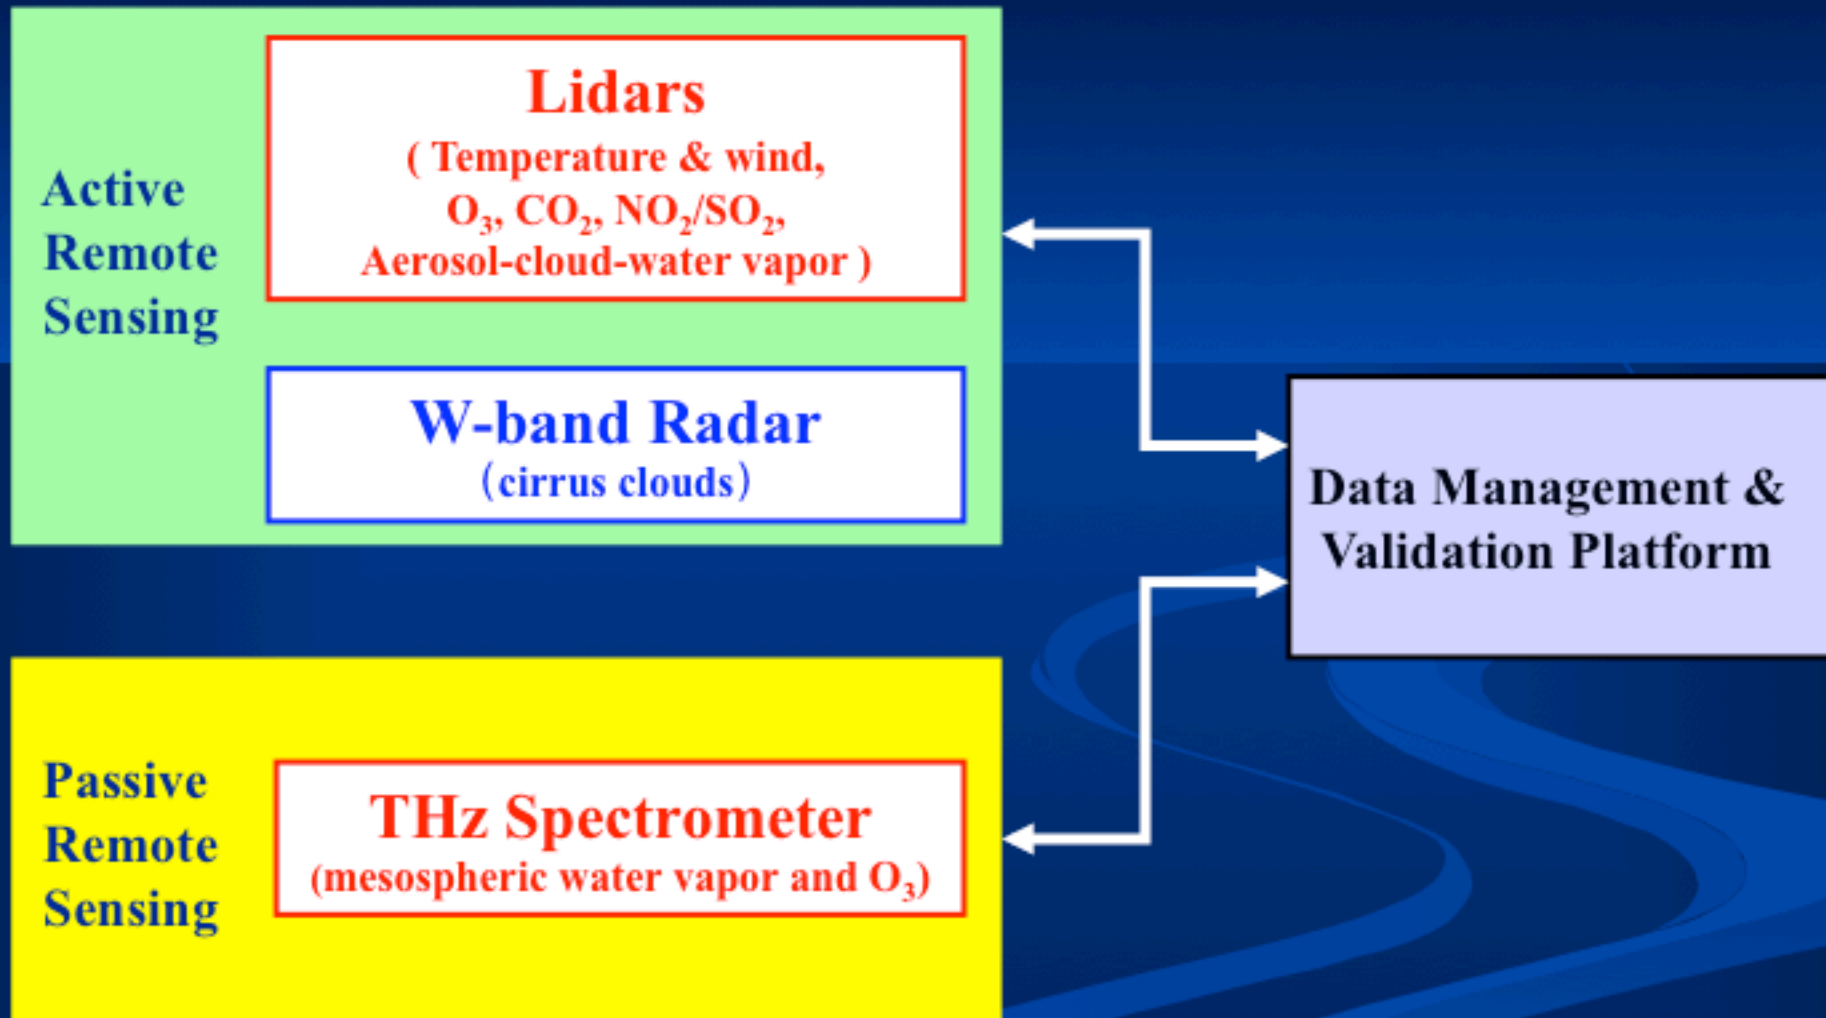 Active
Remote
Sensing
Lidars
( Temperature & wind,
O₃, CO₂, NO₂/SO₂,
Aerosol-cloud-water vapor )
W-band Radar
(cirrus clouds)
Data Management &
Validation Platform
Passive
Remote
Sensing
THz Spectrometer
(mesospheric water vapor and O₃)